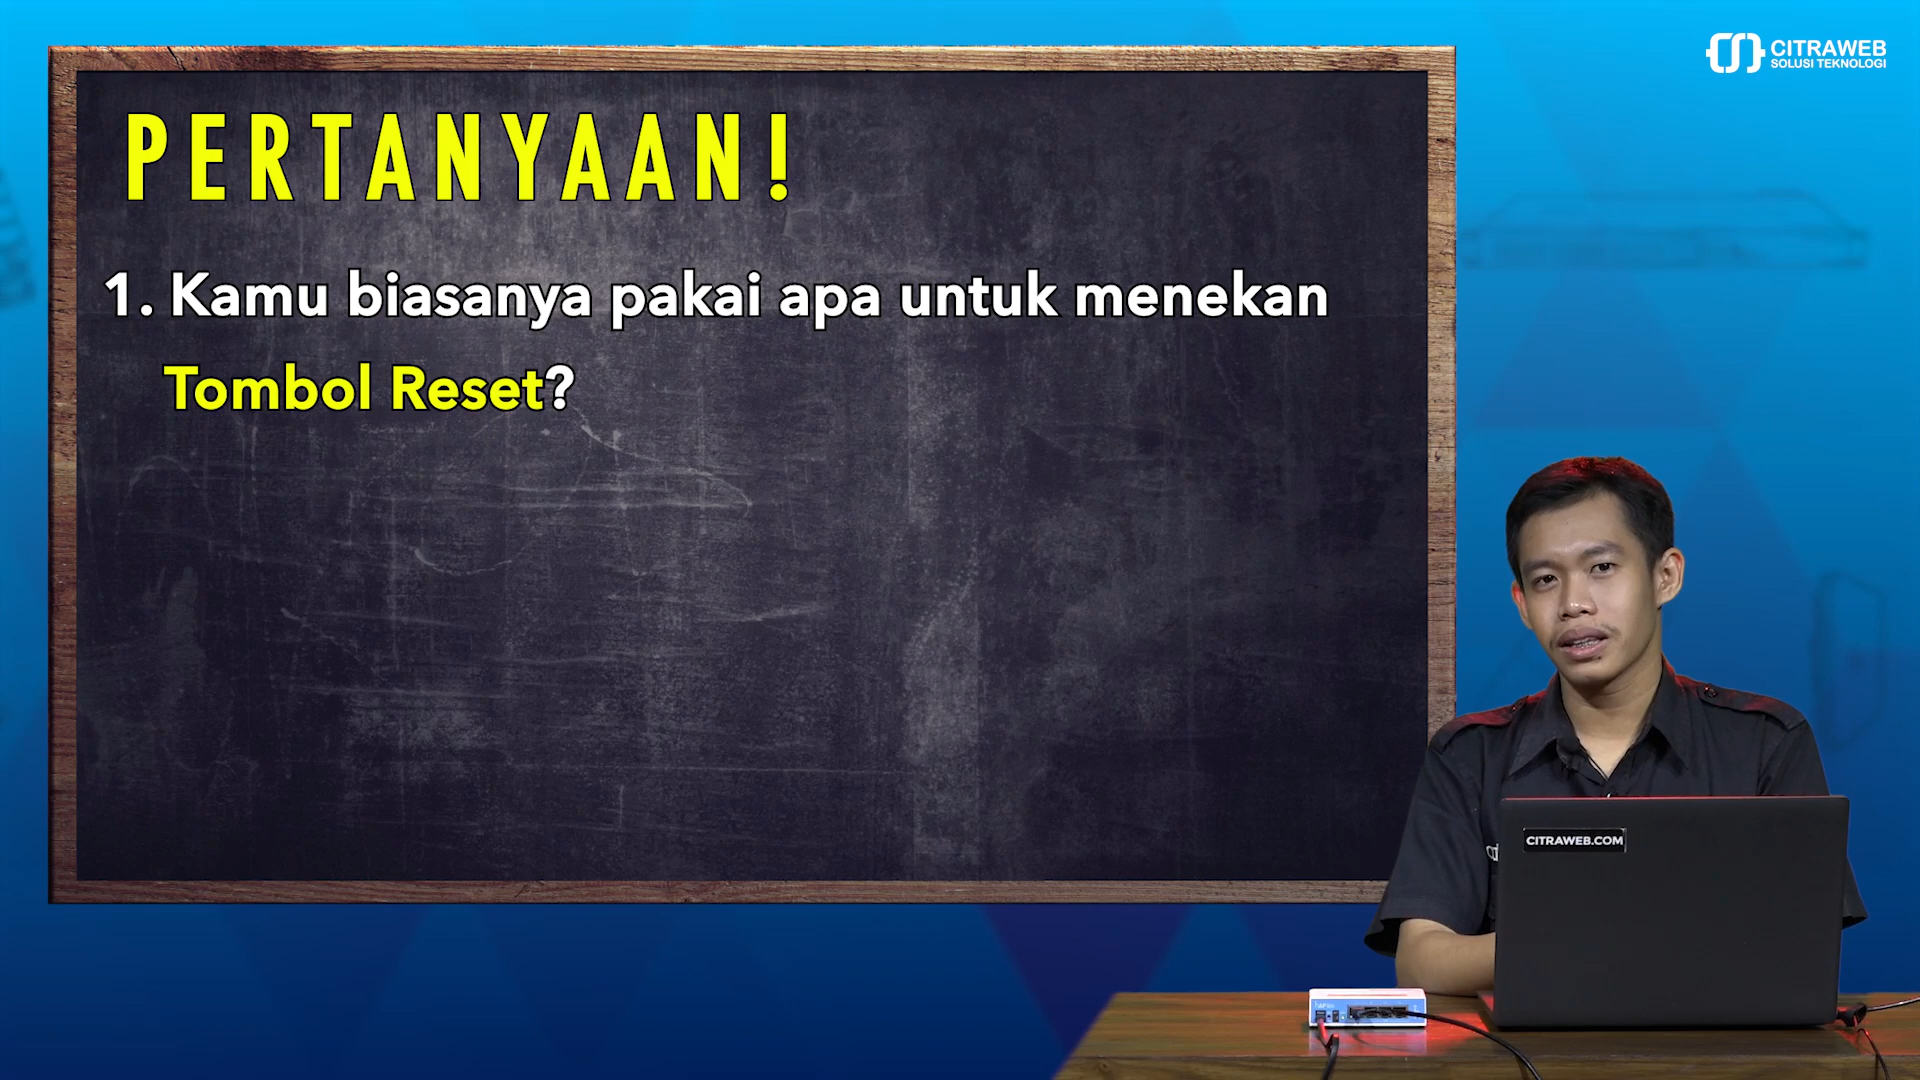 CITRAWEB
SOLUSI TEKNOLOGI
PERTANYAAN!
1. Kamu biasanya pakai apa untuk menekan
Tombol Reset?
CITRAWEB.COM